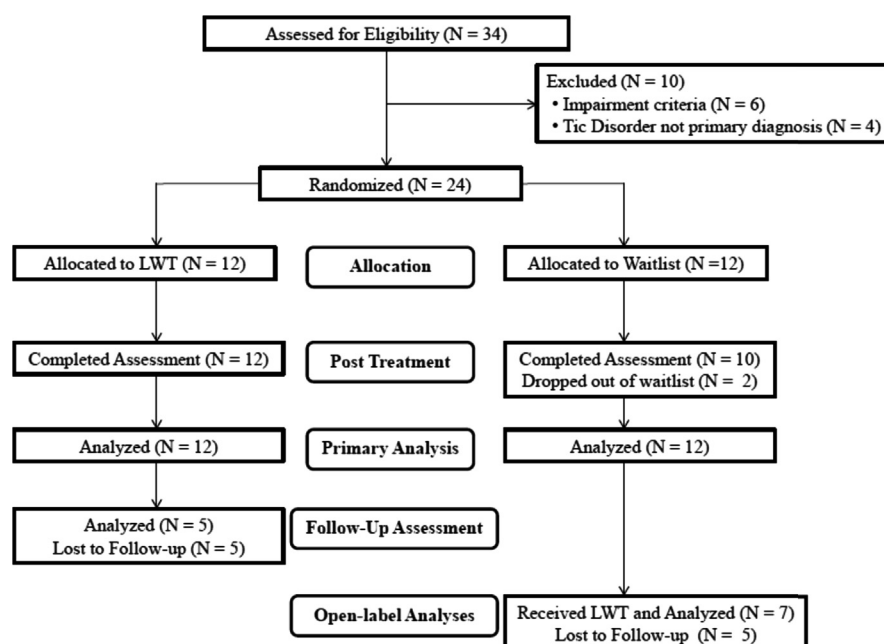 Assessed for Eligibility (N = 34)
Excluded (N = 10)
• Impairment criteria (N = 6)
• Tic Disorder not primary diagnosis (N = 4)
Randomized (N = 24)
Allocated to LWT (N = 12)
Allocation
Allocated to Waitlist (N =12)
Completed Assessment (N = 12)
Post Treatment
Completed Assessment (N = 10)
Dropped out of waitlist (N = 2)
Analyzed (N = 12)
Primary Analysis
Analyzed (N = 12)
Analyzed (N = 5)
Lost to Follow-up (N = 5)
Follow-Up Assessment
Open-label Analyses
Received LWT and Analyzed (N = 7)
Lost to Follow-up (N = 5)